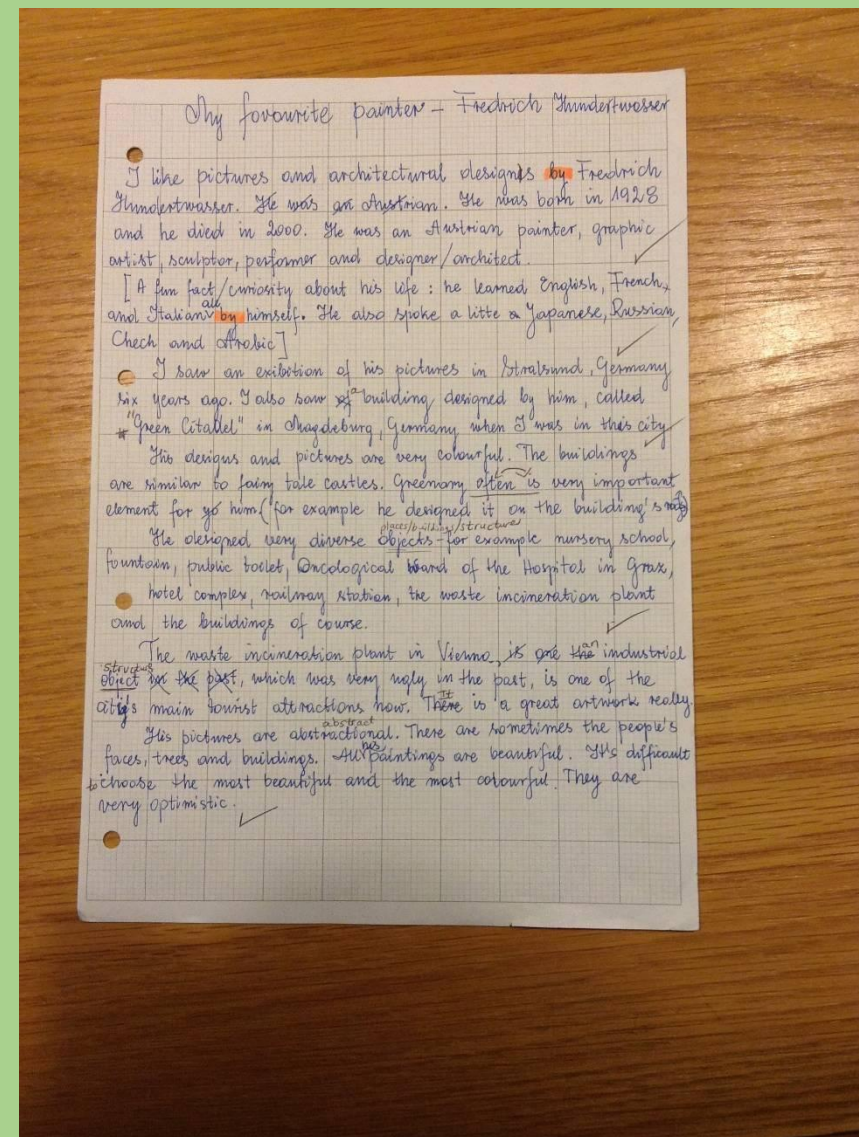 My favourite painter - Fredrich Hundertwasser
I like pictures and architectural designs by Fredrich
Hundertwasser. He was an Austrian. He was born in 1928
and he died in 2000. He was an Austrian painter, graphic
artist, sculptor, performer and designer/architect.
[A fun fact/curiosity about his life: he learned English, French,
and Italian all by himself. He also spoke a litte a Japanese, Russian,
Chech and Arabic]
I saw an exibition of his pictures in Stralsund, Germany
six years ago. I also saw a building designed by him, called
"Green Citadel" in Magdeburg, Germany when I was in this city.
His designs and pictures are very colourful. The buildings
are similar to fairy tale castles. Greenery often is very important
element for him (for example he designed it on the building's
places/buildings/structures
He designed very diverse objects - for example nursery school,
fountain, public toilet, Oncological ward of the Hospital in Graz,
hotel complex, railway station, the waste incineration plant
and the buildings of course.
The waste incineration plant in Vienna, is one the an industrial
structure
object in the past, which was very ugly in the past, is one of the
city's main tourist attractions now. There It is a great artwork really.
abstract
His pictures are abstractional. There are sometimes the people's
faces, trees and buildings. All his paintings are beautiful. It's difficault
to choose the most beautiful and the most colourful. They are
very optimistic.